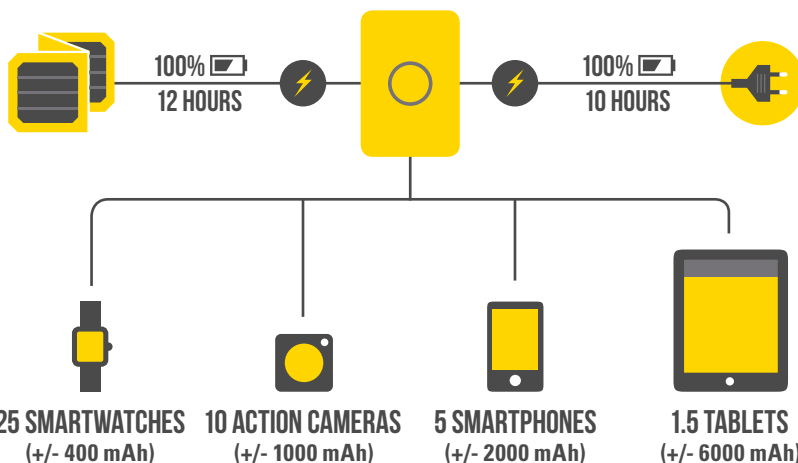 100%
12 HOURS
100%
10 HOURS
25 SMARTWATCHES
(+/- 400 mAh)
10 ACTION CAMERAS
(+/- 1000 mAh)
5 SMARTPHONES
(+/- 2000 mAh)
1.5 TABLETS
(+/- 6000 mAh)